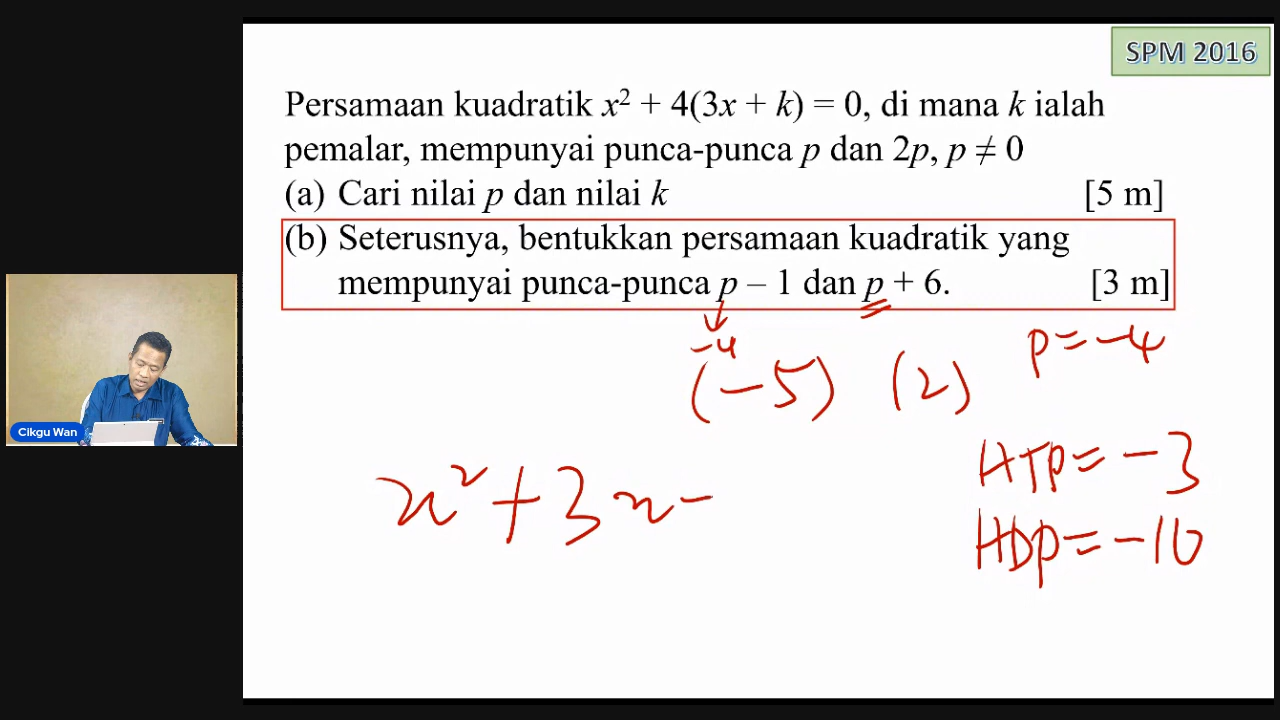 SPM 2016
Persamaan kuadratik x² + 4(3x + k) = 0, di mana k ialah
pemalar, mempunyai punca-punca p dan 2p, p ≠ 0
(a) Cari nilai p dan nilai k [5 m]
(b) Seterusnya, bentukkan persamaan kuadratik yang
mempunyai punca-punca p – 1 dan p + 6. [3 m]
-4
p = -4
(-5) (2)
HTP = -3
x² + 3x -
HDP = -10
Cikgu Wan